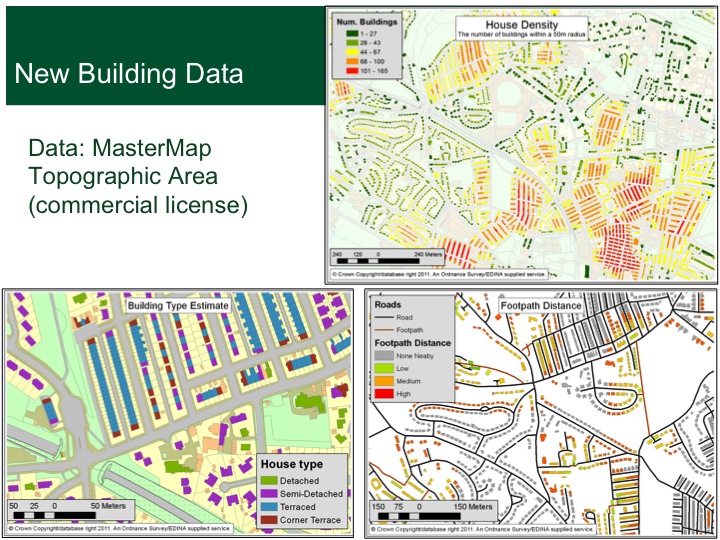 New Building Data
Data: MasterMap
Topographic Area
(commercial license)
Num. Buildings
1 - 27
28 - 43
44 - 67
68 - 100
101 - 165
House Density
The number of buildings within a 50m radius
240 120 0 240 Meters
© Crown Copyright/database right 2011. An Ordnance Survey/EDINA supplied service.
Building Type Estimate
House type
Detached
Semi-Detached
Terraced
Corner Terrace
50 25 0 50 Meters
© Crown Copyright/database right 2011. An Ordnance Survey/EDINA supplied service.
Roads
Road
Footpath
Footpath Distance
None Neaby
Low
Medium
High
Footpath Distance
150 75 0 150 Meters
© Crown Copyright/database right 2011. An Ordnance Survey/EDINA supplied service.